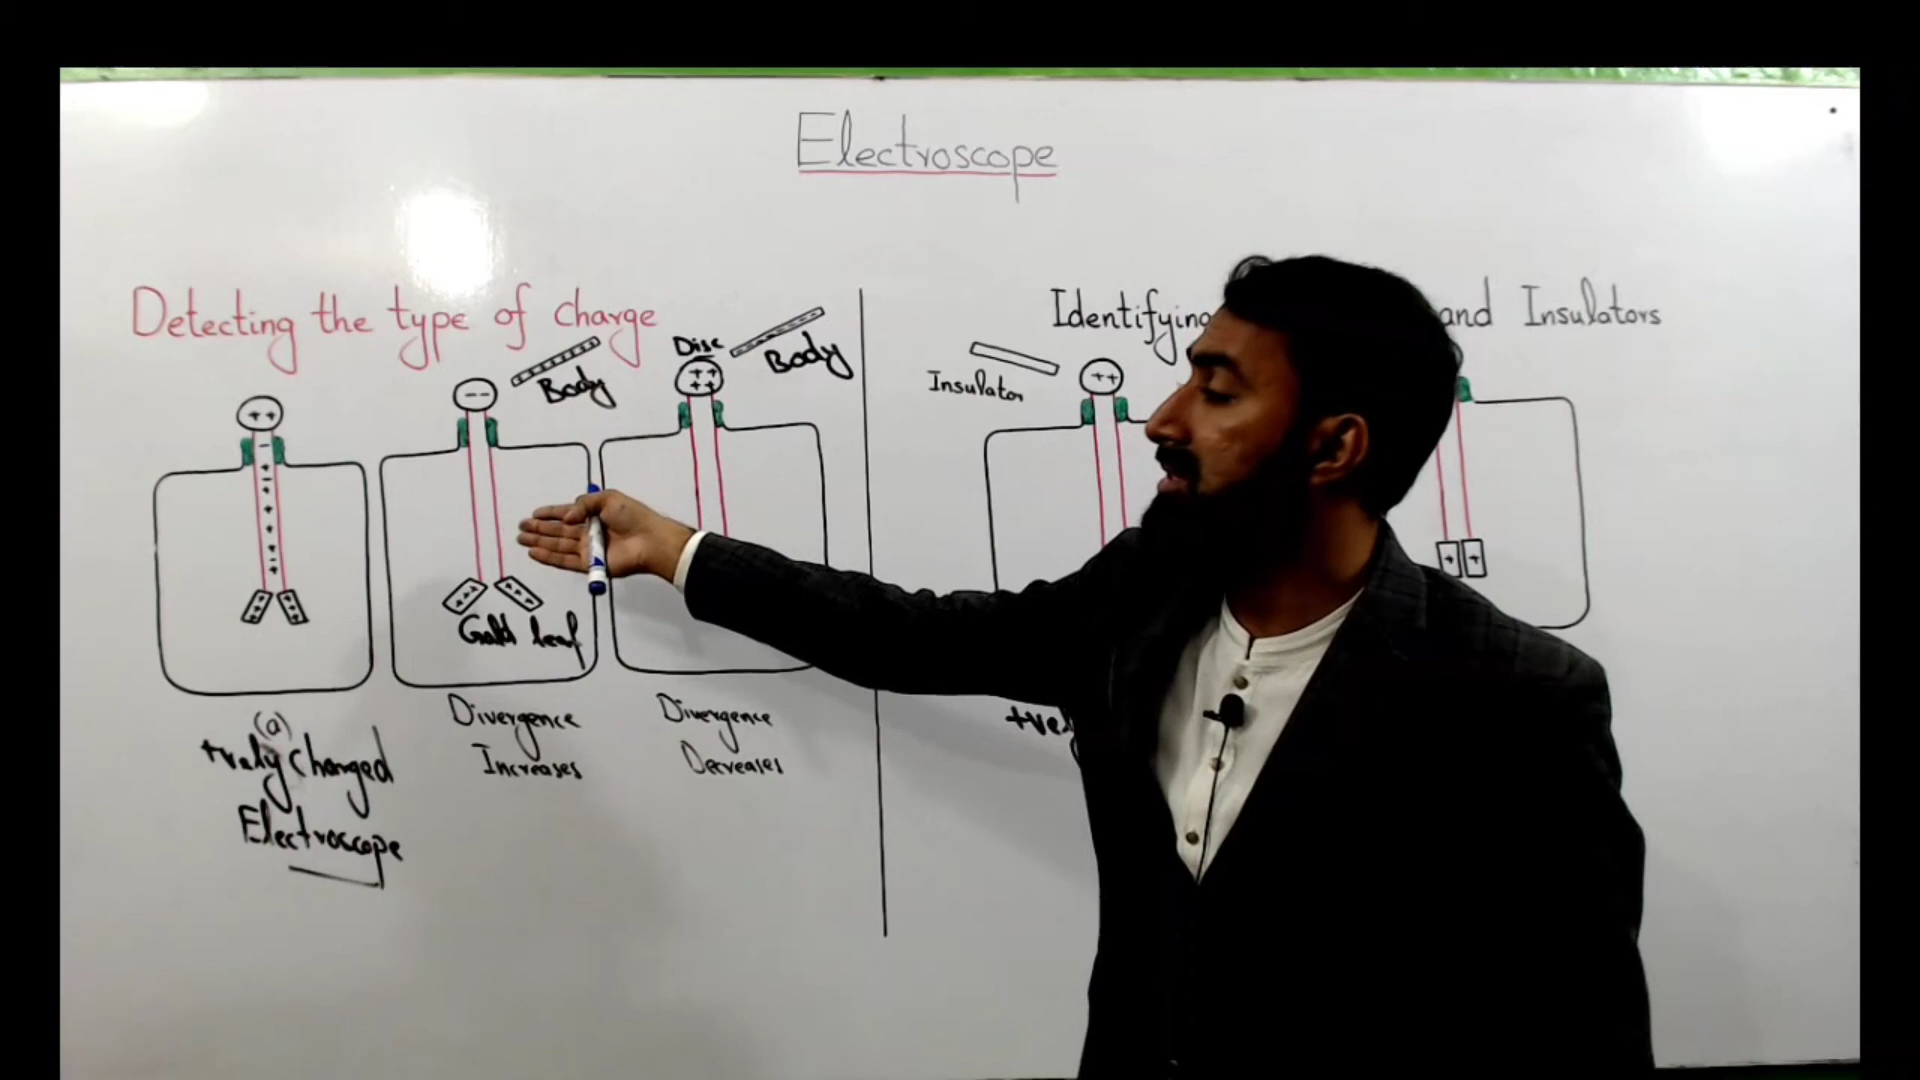 Electroscope
Detecting the type of charge
Body
Disc
Body
++
--
++
++
Gold leaf
(a)
+vely Charged
Electroscope
Divergence
Increases
Divergence
Decreases
Identifying
and Insulators
Insulator
++